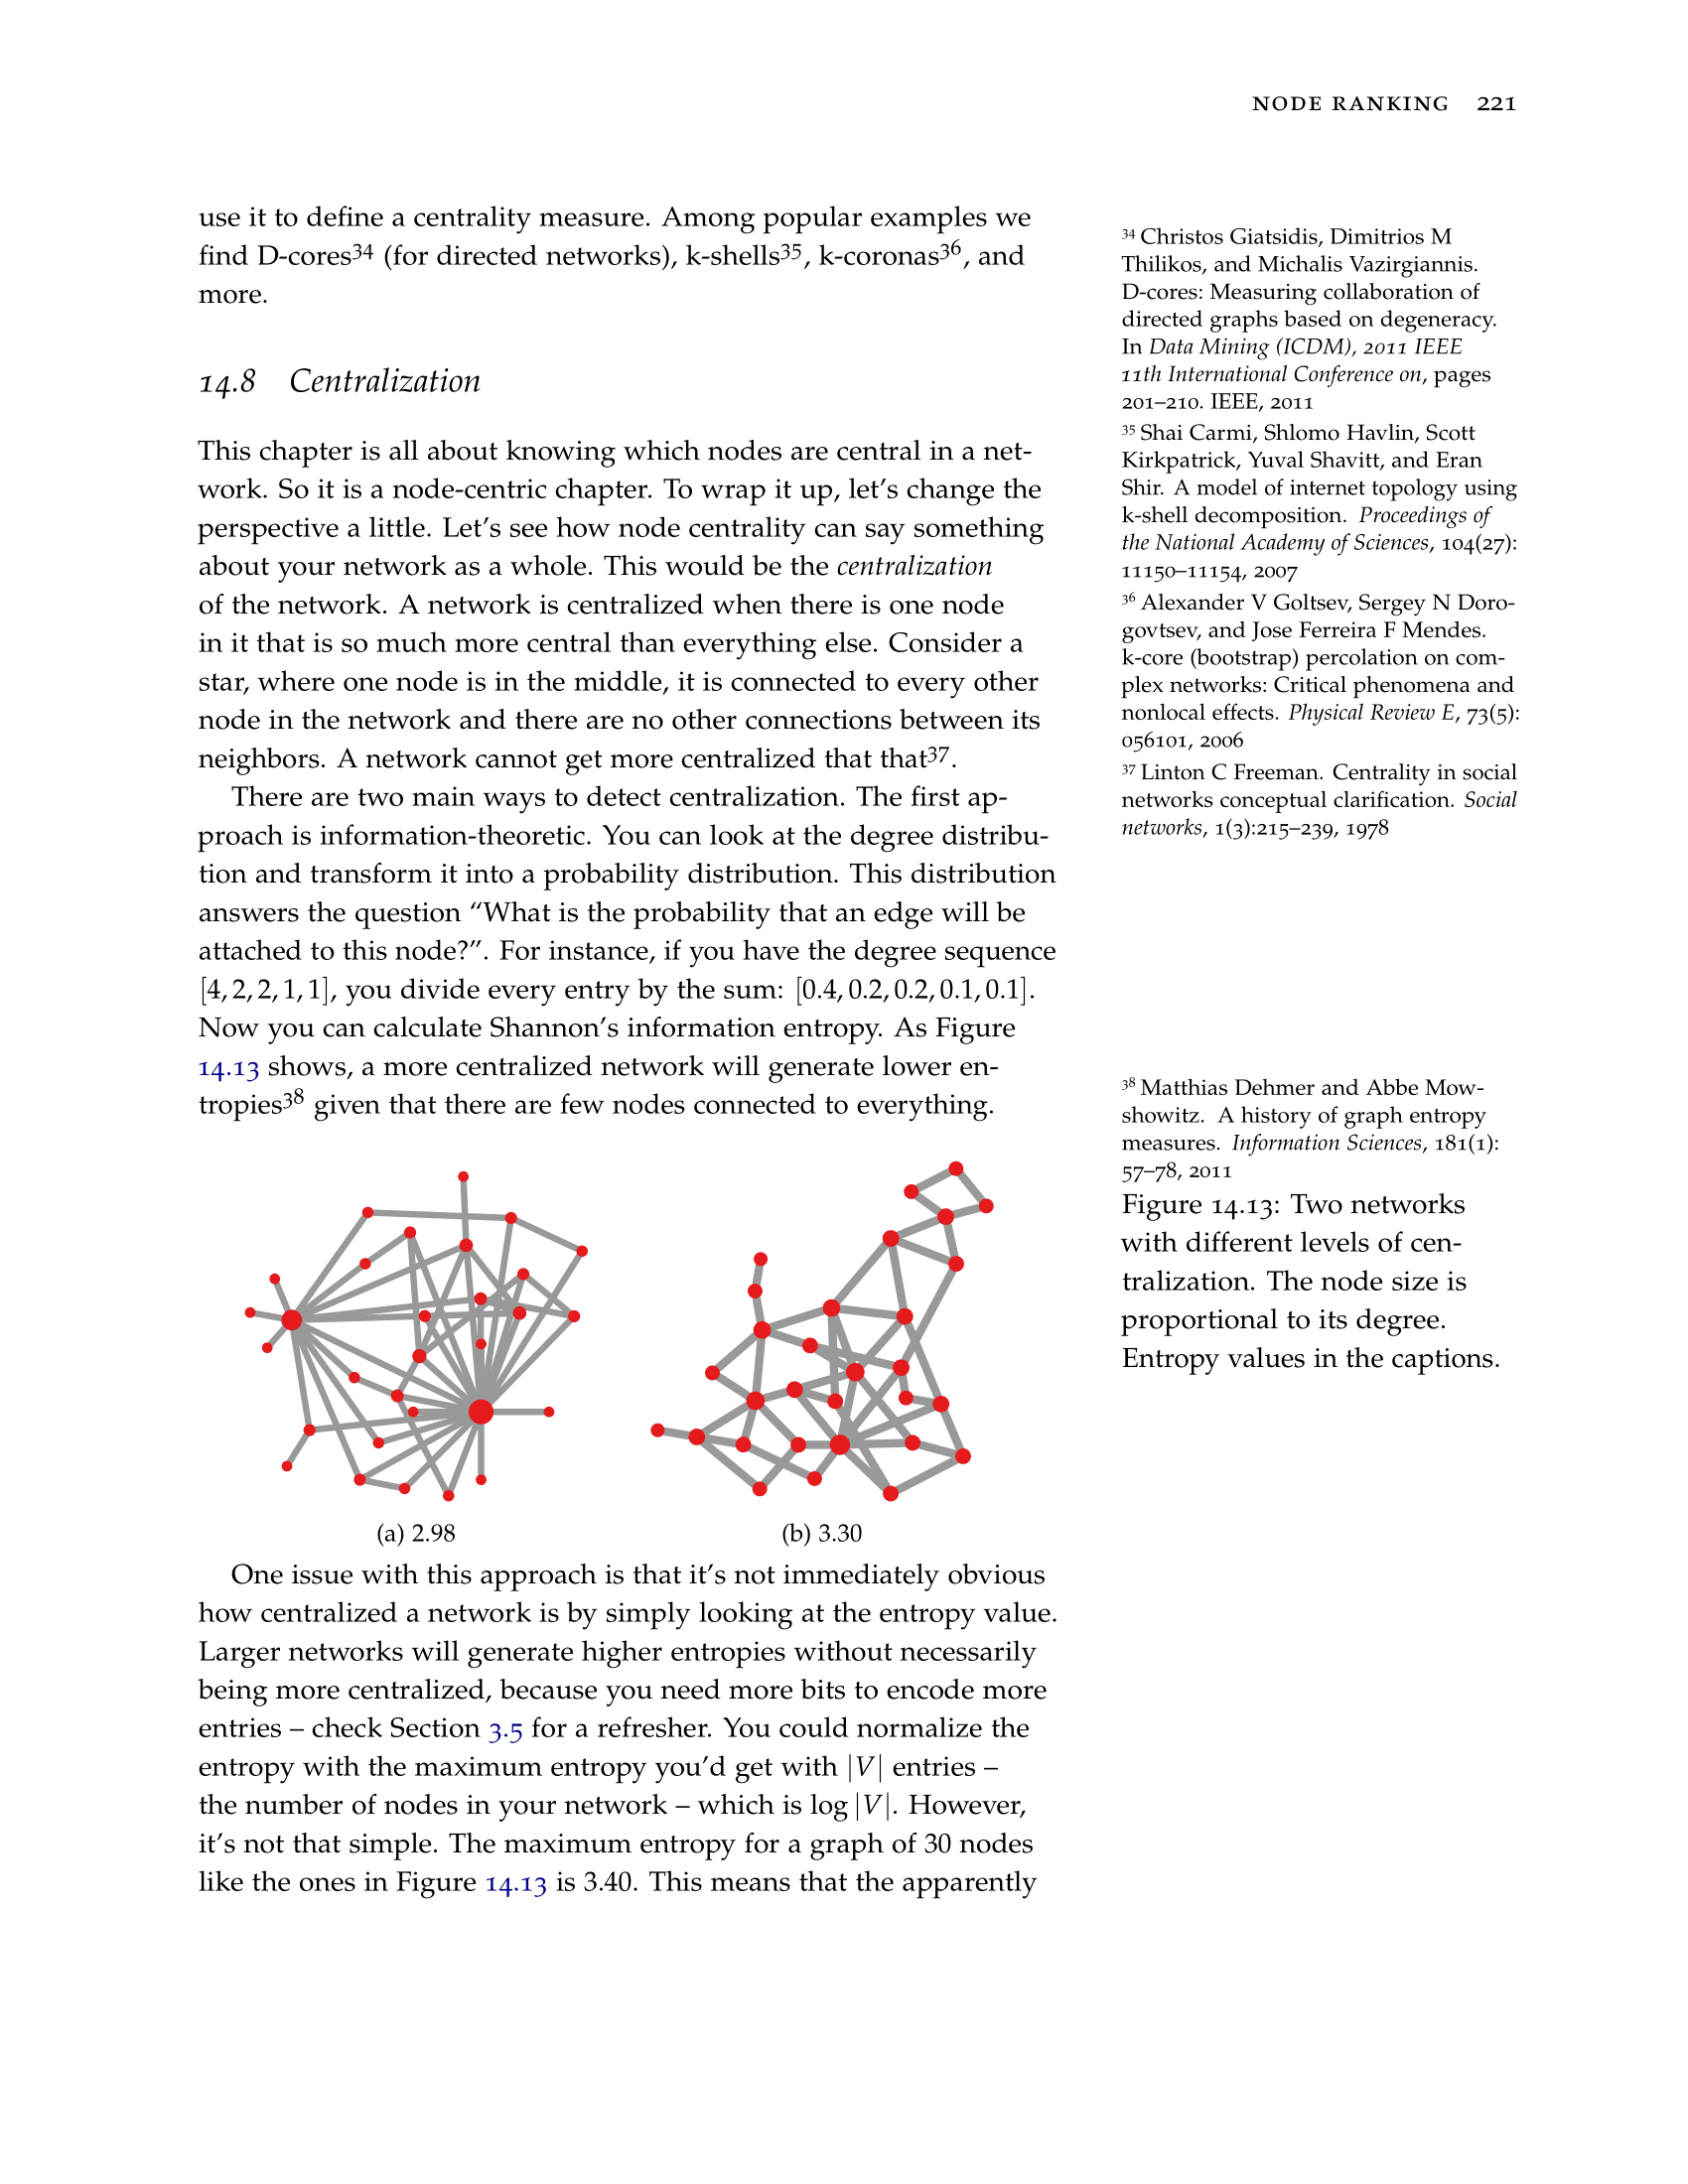 NODE RANKING 221
use it to define a centrality measure. Among popular examples we
find D-cores34 (for directed networks), k-shells35, k-coronas36, and
more.
14.8 Centralization
This chapter is all about knowing which nodes are central in a net-
work. So it is a node-centric chapter. To wrap it up, let's change the
perspective a little. Let's see how node centrality can say something
about your network as a whole. This would be the centralization
of the network. A network is centralized when there is one node
in it that is so much more central than everything else. Consider a
star, where one node is in the middle, it is connected to every other
node in the network and there are no other connections between its
neighbors. A network cannot get more centralized that that37.
There are two main ways to detect centralization. The first ap-
proach is information-theoretic. You can look at the degree distribu-
tion and transform it into a probability distribution. This distribution
answers the question “What is the probability that an edge will be
attached to this node?”. For instance, if you have the degree sequence
[4, 2, 2, 1, 1], you divide every entry by the sum: [0.4, 0.2, 0.2, 0.1, 0.1].
Now you can calculate Shannon's information entropy. As Figure
14.13 shows, a more centralized network will generate lower en-
tropies38 given that there are few nodes connected to everything.
34 Christos Giatsidis, Dimitrios M
Thilikos, and Michalis Vazirgiannis.
D-cores: Measuring collaboration of
directed graphs based on degeneracy.
In Data Mining (ICDM), 2011 IEEE
11th International Conference on, pages
201–210. IEEE, 2011
35 Shai Carmi, Shlomo Havlin, Scott
Kirkpatrick, Yuval Shavitt, and Eran
Shir. A model of internet topology using
k-shell decomposition. Proceedings of
the National Academy of Sciences, 104(27):
11150–11154, 2007
36 Alexander V Goltsev, Sergey N Doro-
govtsev, and Jose Ferreira F Mendes.
k-core (bootstrap) percolation on com-
plex networks: Critical phenomena and
nonlocal effects. Physical Review E, 73(5):
056101, 2006
37 Linton C Freeman. Centrality in social
networks conceptual clarification. Social
networks, 1(3):215–239, 1978
38 Matthias Dehmer and Abbe Mow-
showitz. A history of graph entropy
measures. Information Sciences, 181(1):
57–78, 2011
Figure 14.13: Two networks
with different levels of cen-
tralization. The node size is
proportional to its degree.
Entropy values in the captions.
(a) 2.98
(b) 3.30
One issue with this approach is that it's not immediately obvious
how centralized a network is by simply looking at the entropy value.
Larger networks will generate higher entropies without necessarily
being more centralized, because you need more bits to encode more
entries – check Section 3.5 for a refresher. You could normalize the
entropy with the maximum entropy you'd get with |V| entries –
the number of nodes in your network – which is log |V|. However,
it's not that simple. The maximum entropy for a graph of 30 nodes
like the ones in Figure 14.13 is 3.40. This means that the apparently